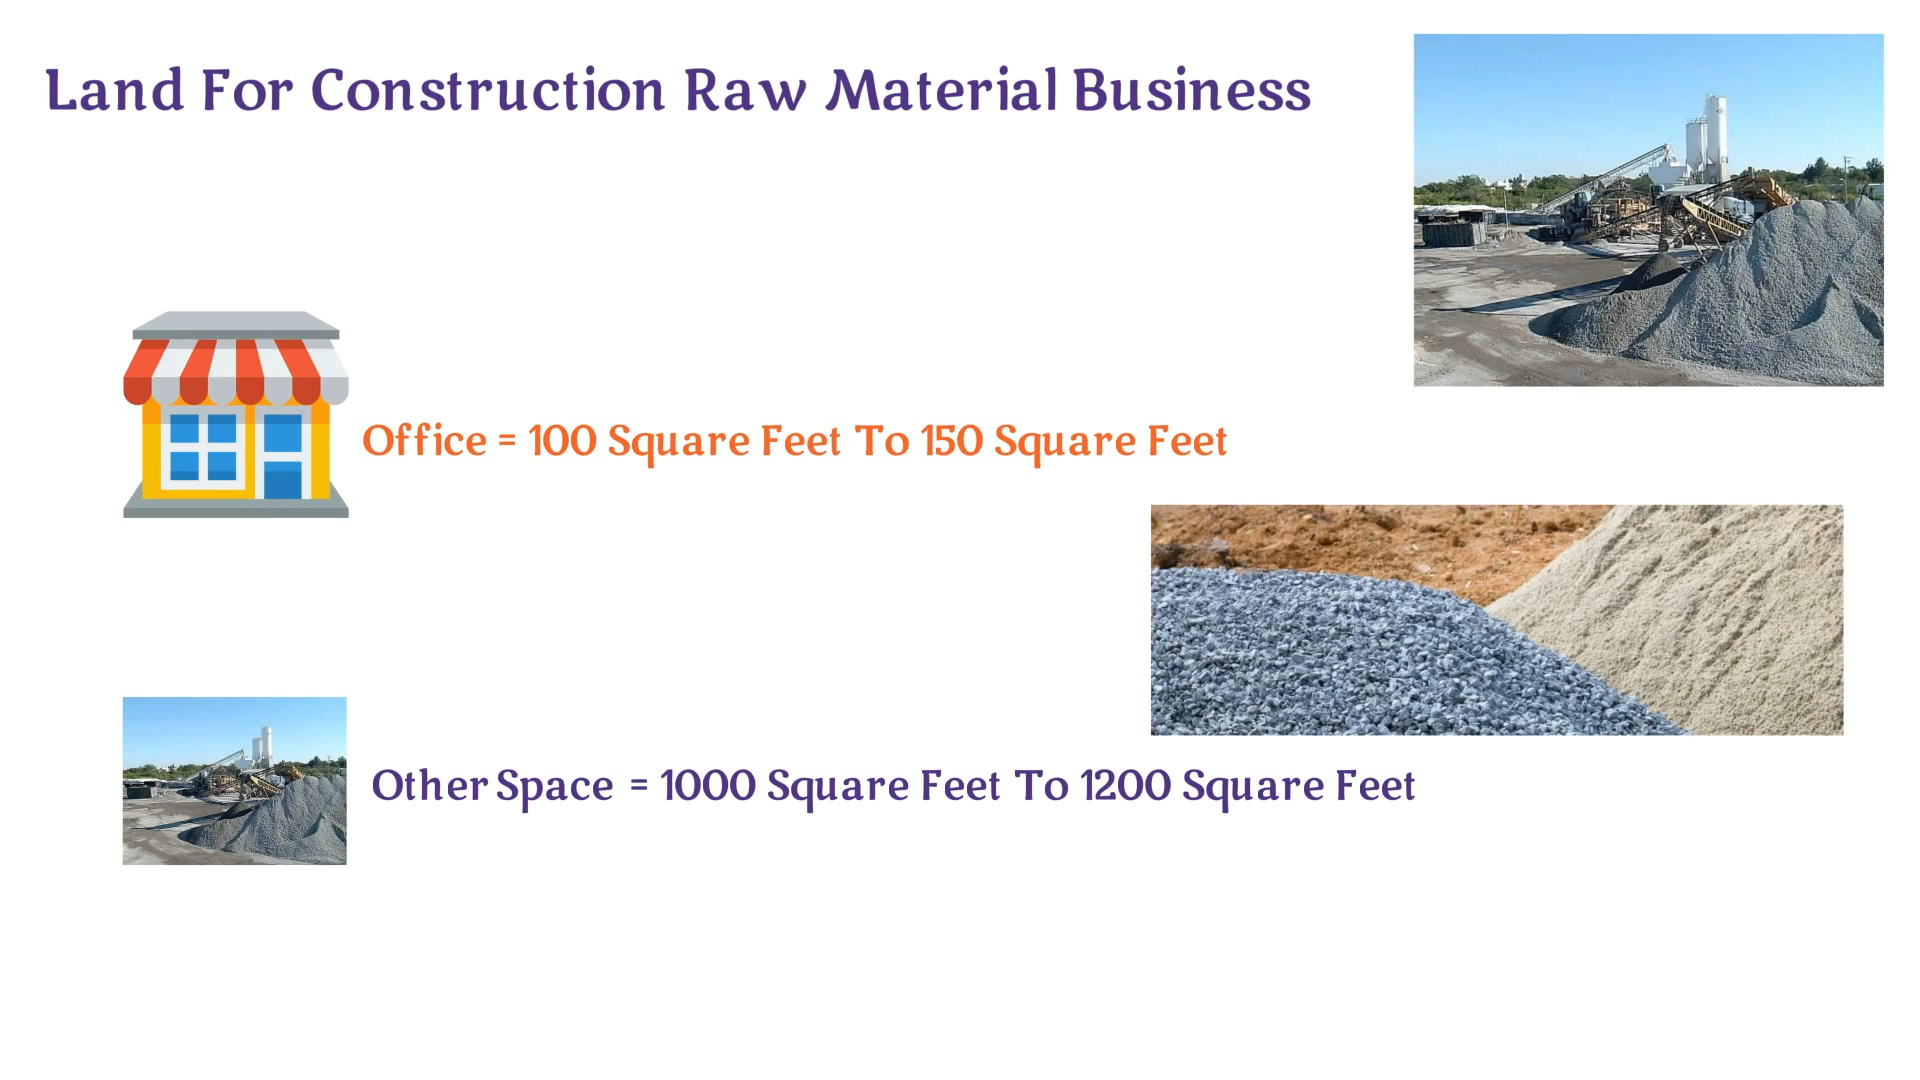 Land For Construction Raw Material Business
Office = 100 Square Feet To 150 Square Feet
Other Space = 1000 Square Feet To 1200 Square Feet